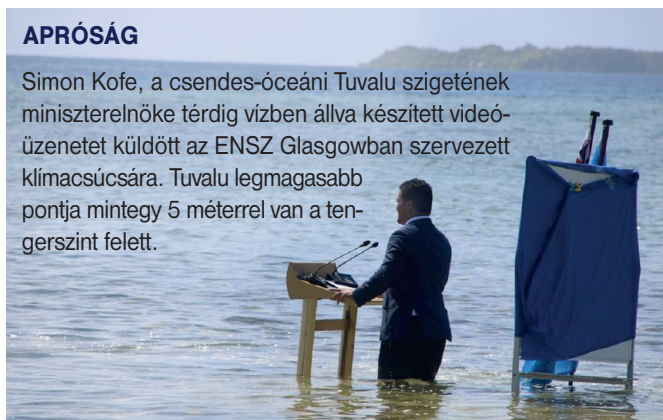 APRÓSÁG
Simon Kofe, a csendes-óceáni Tuvalu szigetének
miniszterelnöke térdig vízben állva készített videó-
üzenetet küldött az ENSZ Glasgowban szervezett
klímacsúcsára. Tuvalu legmagasabb
pontja mintegy 5 méterrel van a ten-
gerszint felett.